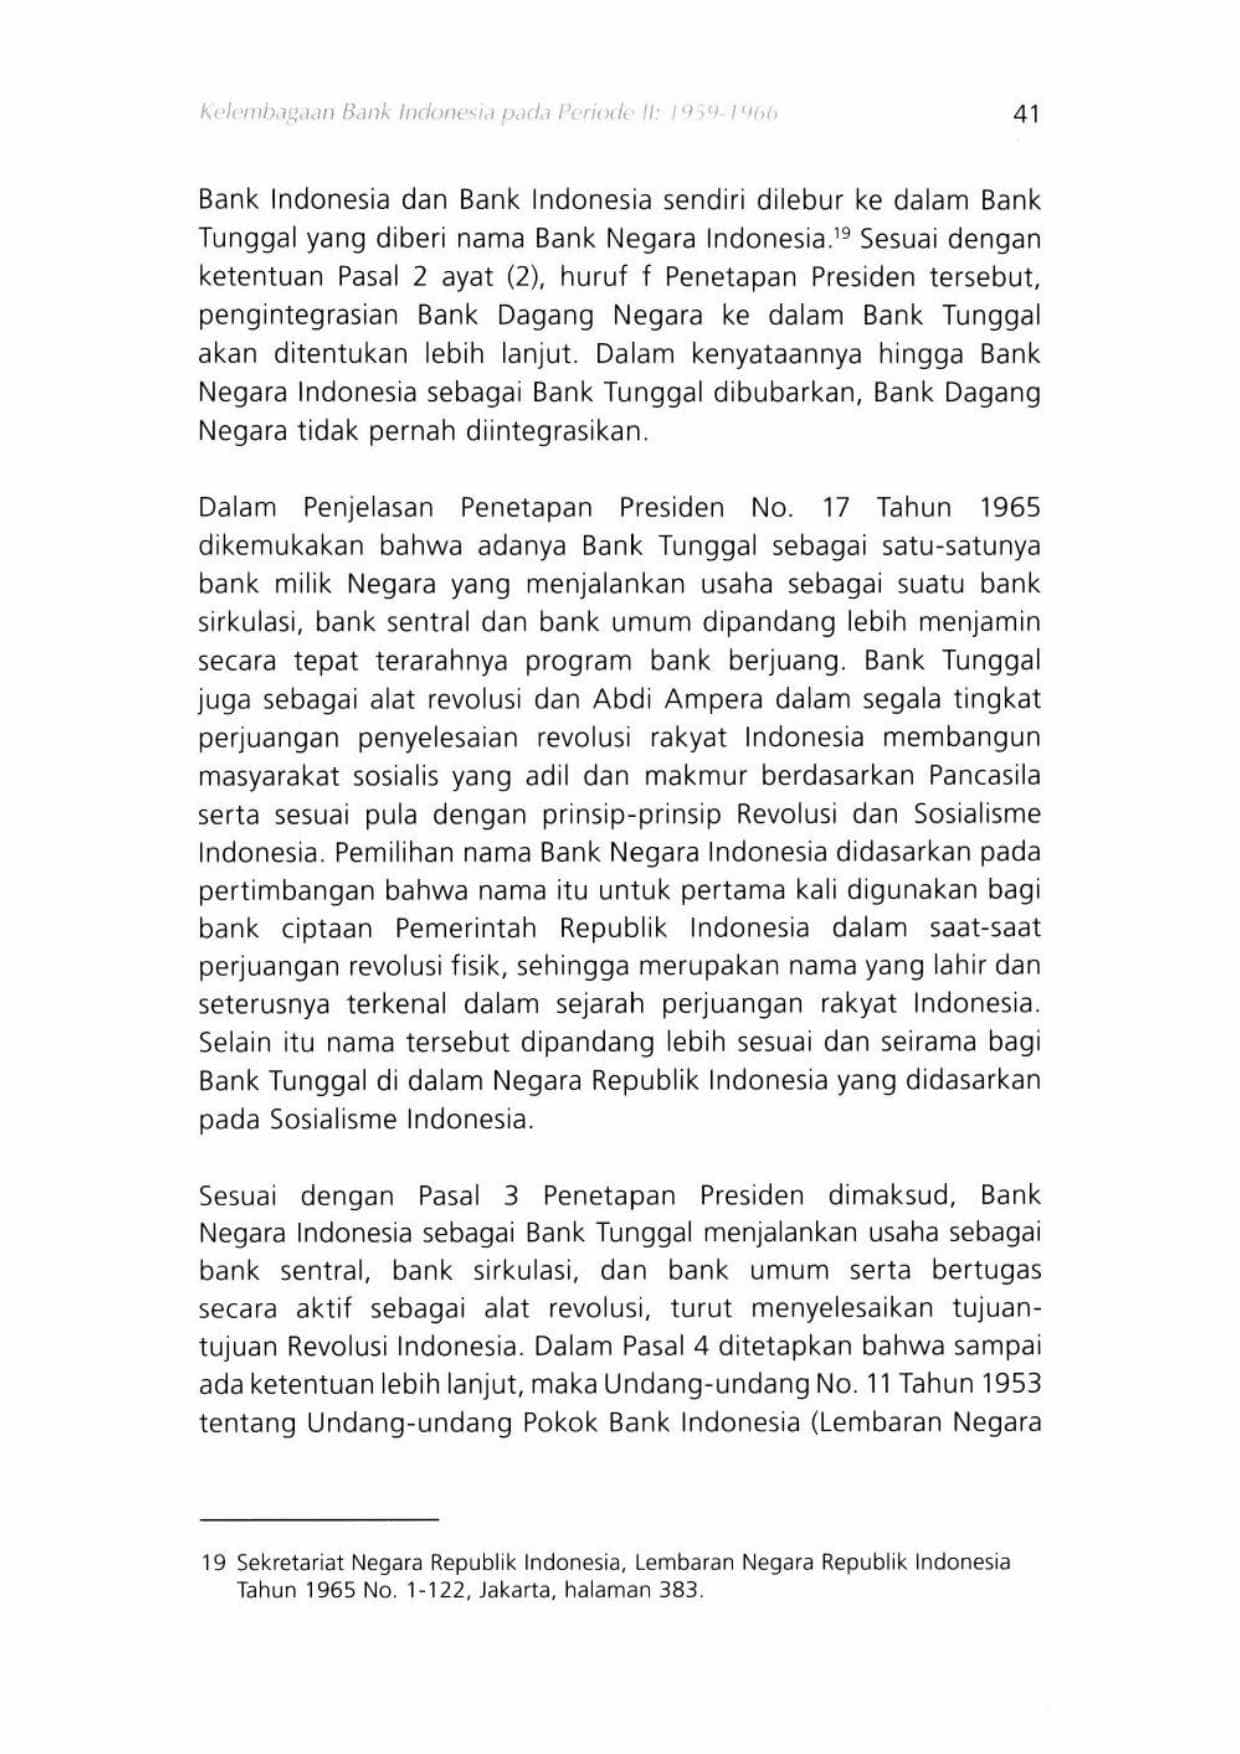 Kelembagaan Bank Indonesia pada Periode II: 1959-1966
41
Bank Indonesia dan Bank Indonesia sendiri dilebur ke dalam Bank
Tunggal yang diberi nama Bank Negara Indonesia.¹⁹ Sesuai dengan
ketentuan Pasal 2 ayat (2), huruf f Penetapan Presiden tersebut,
pengintegrasian Bank Dagang Negara ke dalam Bank Tunggal
akan ditentukan lebih lanjut. Dalam kenyataannya hingga Bank
Negara Indonesia sebagai Bank Tunggal dibubarkan, Bank Dagang
Negara tidak pernah diintegrasikan.
Dalam Penjelasan Penetapan Presiden No. 17 Tahun 1965
dikemukakan bahwa adanya Bank Tunggal sebagai satu-satunya
bank milik Negara yang menjalankan usaha sebagai suatu bank
sirkulasi, bank sentral dan bank umum dipandang lebih menjamin
secara tepat terarahnya program bank berjuang. Bank Tunggal
juga sebagai alat revolusi dan Abdi Ampera dalam segala tingkat
perjuangan penyelesaian revolusi rakyat Indonesia membangun
masyarakat sosialis yang adil dan makmur berdasarkan Pancasila
serta sesuai pula dengan prinsip-prinsip Revolusi dan Sosialisme
Indonesia. Pemilihan nama Bank Negara Indonesia didasarkan pada
pertimbangan bahwa nama itu untuk pertama kali digunakan bagi
bank ciptaan Pemerintah Republik Indonesia dalam saat-saat
perjuangan revolusi fisik, sehingga merupakan nama yang lahir dan
seterusnya terkenal dalam sejarah perjuangan rakyat Indonesia.
Selain itu nama tersebut dipandang lebih sesuai dan seirama bagi
Bank Tunggal di dalam Negara Republik Indonesia yang didasarkan
pada Sosialisme Indonesia.
Sesuai dengan Pasal 3 Penetapan Presiden dimaksud, Bank
Negara Indonesia sebagai Bank Tunggal menjalankan usaha sebagai
bank sentral, bank sirkulasi, dan bank umum serta bertugas
secara aktif sebagai alat revolusi, turut menyelesaikan tujuan-
tujuan Revolusi Indonesia. Dalam Pasal 4 ditetapkan bahwa sampai
ada ketentuan lebih lanjut, maka Undang-undang No. 11 Tahun 1953
tentang Undang-undang Pokok Bank Indonesia (Lembaran Negara
19 Sekretariat Negara Republik Indonesia, Lembaran Negara Republik Indonesia
Tahun 1965 No. 1-122, Jakarta, halaman 383.